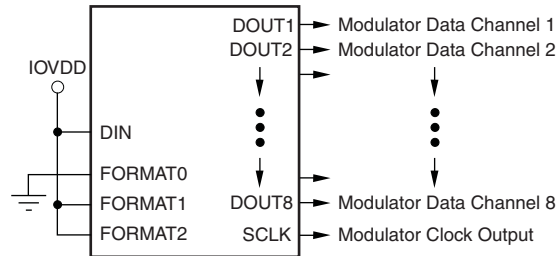 DOUT1 Modulator Data Channel 1
DOUT2 Modulator Data Channel 2
IOVDD
DIN
FORMAT0
FORMAT1 DOUT8 Modulator Data Channel 8
FORMAT2 SCLK Modulator Clock Output